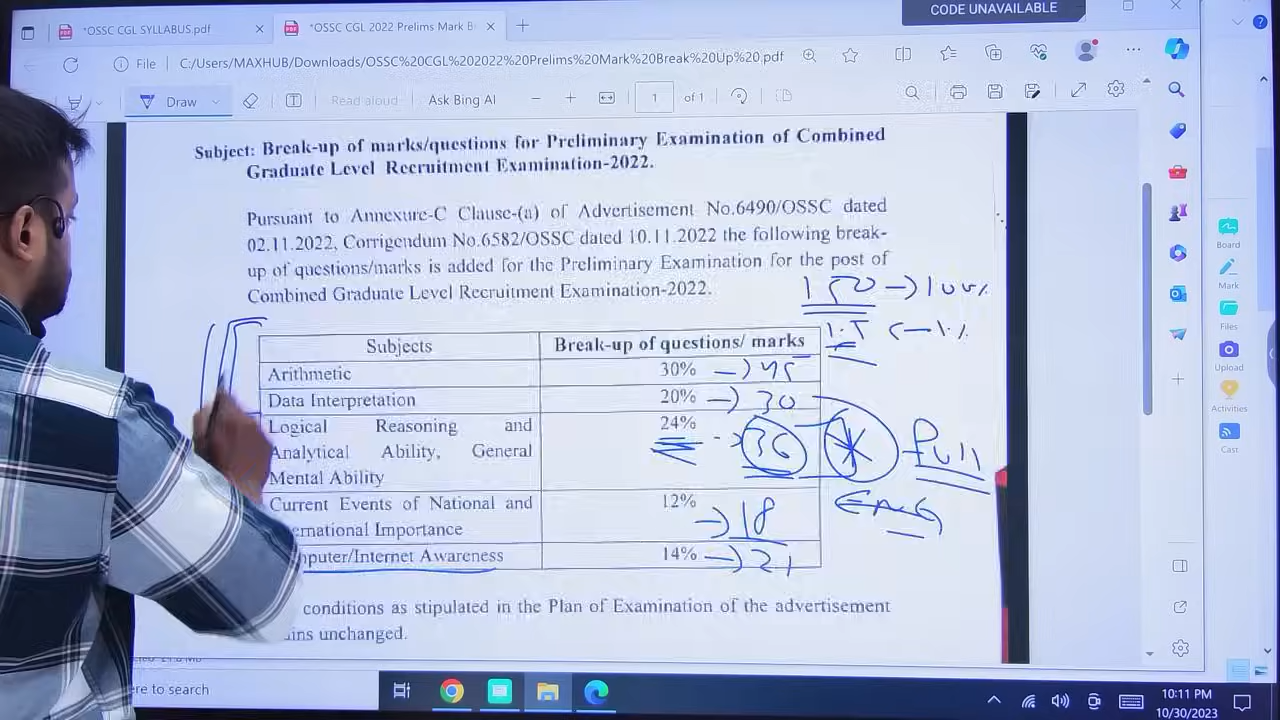 CODE UNAVAILABLE
*OSSC CGL SYLLABUS.pdf
*OSSC CGL 2022 Prelims Mark B
File C:/Users/MAXHUB/Downloads/OSSC%20CGL%202022%20Prelims%20Mark%20Break%20Up%20.pdf
Draw Read aloud Ask Bing AI 1 of 1
Subject: Break-up of marks/questions for Preliminary Examination of Combined
Graduate Level Recruitment Examination-2022.
Pursuant to Annexure-C Clause-(a) of Advertisement No.6490/OSSC dated
02.11.2022, Corrigendum No.6582/OSSC dated 10.11.2022 the following break-
up of questions/marks is added for the Preliminary Examination for the post of
Combined Graduate Level Recruitment Examination-2022.
150 → 100%
1.5 ← 1%
Subjects Break-up of questions/ marks
Arithmetic 30% → 45
Data Interpretation 20% → 30
Logical Reasoning and 24% → 36 * full
Analytical Ability, General
Mental Ability
Current Events of National and 12% → 18 Eng
ernational Importance
puter/Internet Awareness 14% → 21
conditions as stipulated in the Plan of Examination of the advertisement
ins unchanged.
Board
Mark
Files
Upload
Activities
Cast
re to search
10:11 PM
10/30/2023